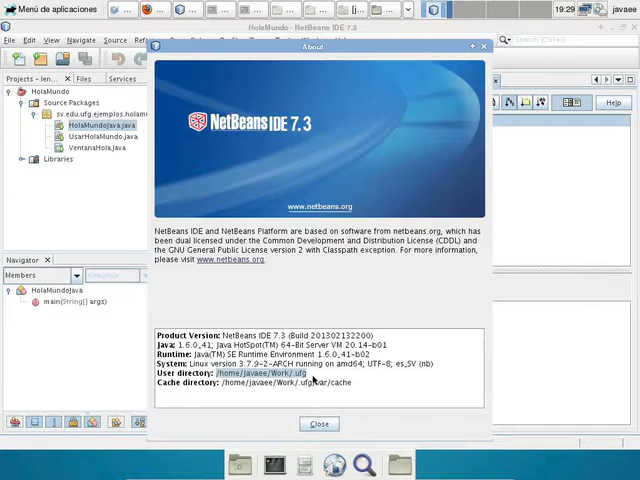 Menú de aplicaciones
19:29
javaee
HolaMundo - NetBeans IDE 7.3
File Edit View Navigate Source
Search (Ctrl+I)
About
Projects - len...
Files
Services
HolaMundo
Source Packages
sv.edu.ufg.ejemplos.holam
HolaMundoJava.java
UsarHolaMundo.java
VentanaHola.java
Libraries
Help
NetBeans IDE 7.3
www.netbeans.org
NetBeans IDE and NetBeans Platform are based on software from netbeans.org, which has
been dual licensed under the Common Development and Distribution License (CDDL) and
the GNU General Public License version 2 with Classpath exception. For more information,
please visit www.netbeans.org.
Navigator
Members
<empty>
HolaMundoJava
main(String[] args)
Product Version: NetBeans IDE 7.3 (Build 201302132200)
Java: 1.6.0_41; Java HotSpot(TM) 64-Bit Server VM 20.14-b01
Runtime: Java(TM) SE Runtime Environment 1.6.0_41-b02
System: Linux version 3.7.9-2-ARCH running on amd64; UTF-8; es_SV (nb)
User directory: /home/javaee/Work/.ufg
Cache directory: /home/javaee/Work/.ufg/var/cache
Close